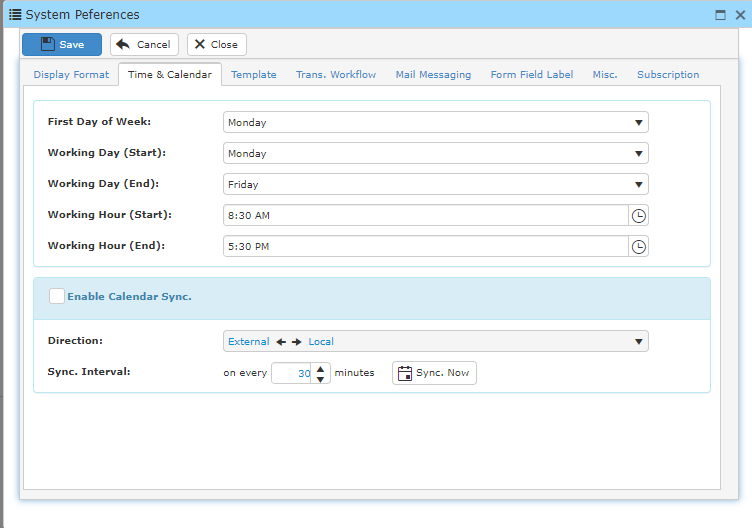 System Peferences
Save Cancel Close
Display Format Time & Calendar Template Trans. Workflow Mail Messaging Form Field Label Misc. Subscription
First Day of Week: Monday
Working Day (Start): Monday
Working Day (End): Friday
Working Hour (Start): 8:30 AM
Working Hour (End): 5:30 PM
Enable Calendar Sync.
Direction: External Local
Sync. Interval: on every 30 minutes Sync. Now